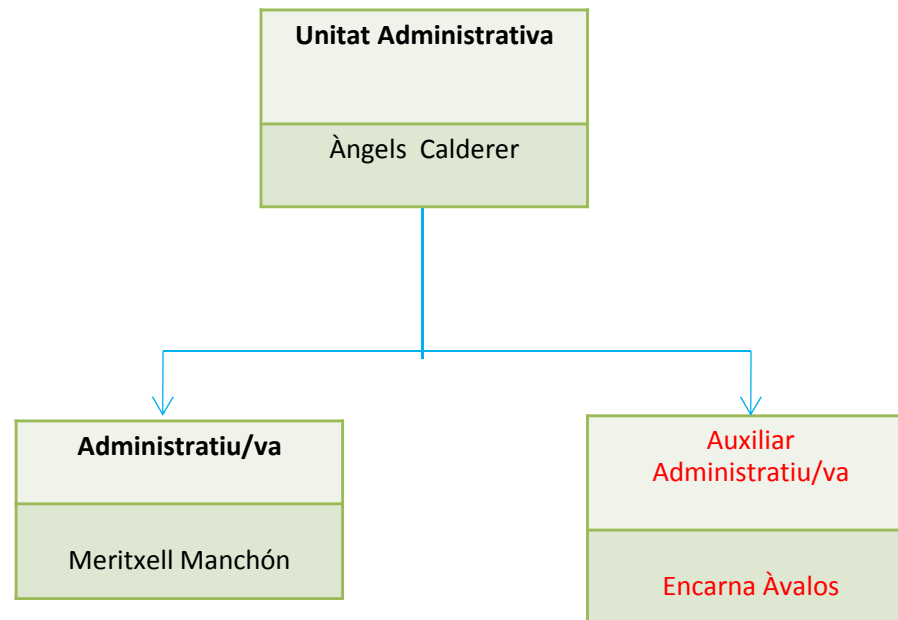 Unitat Administrativa
Àngels Calderer
Administratiu/va
Meritxell Manchón
Auxiliar
Administratiu/va
Encarna Àvalos